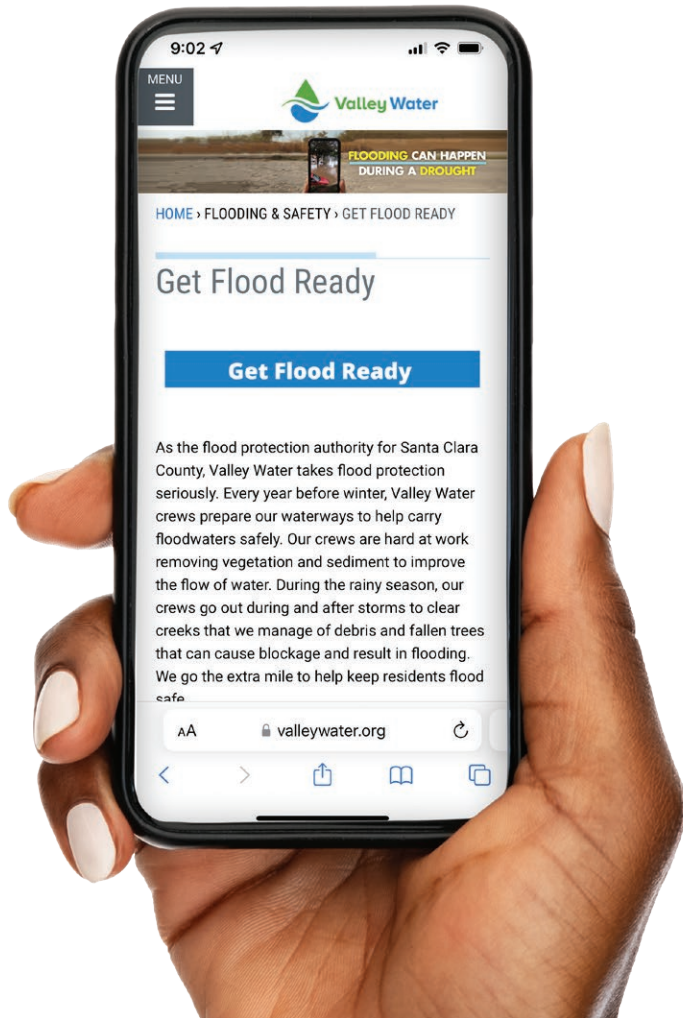 9:02
MENU
Valley Water
FLOODING CAN HAPPEN
DURING A DROUGHT
HOME › FLOODING & SAFETY › GET FLOOD READY
Get Flood Ready
Get Flood Ready
As the flood protection authority for Santa Clara
County, Valley Water takes flood protection
seriously. Every year before winter, Valley Water
crews prepare our waterways to help carry
floodwaters safely. Our crews are hard at work
removing vegetation and sediment to improve
the flow of water. During the rainy season, our
crews go out during and after storms to clear
creeks that we manage of debris and fallen trees
that can cause blockage and result in flooding.
We go the extra mile to help keep residents flood
safe
AA valleywater.org